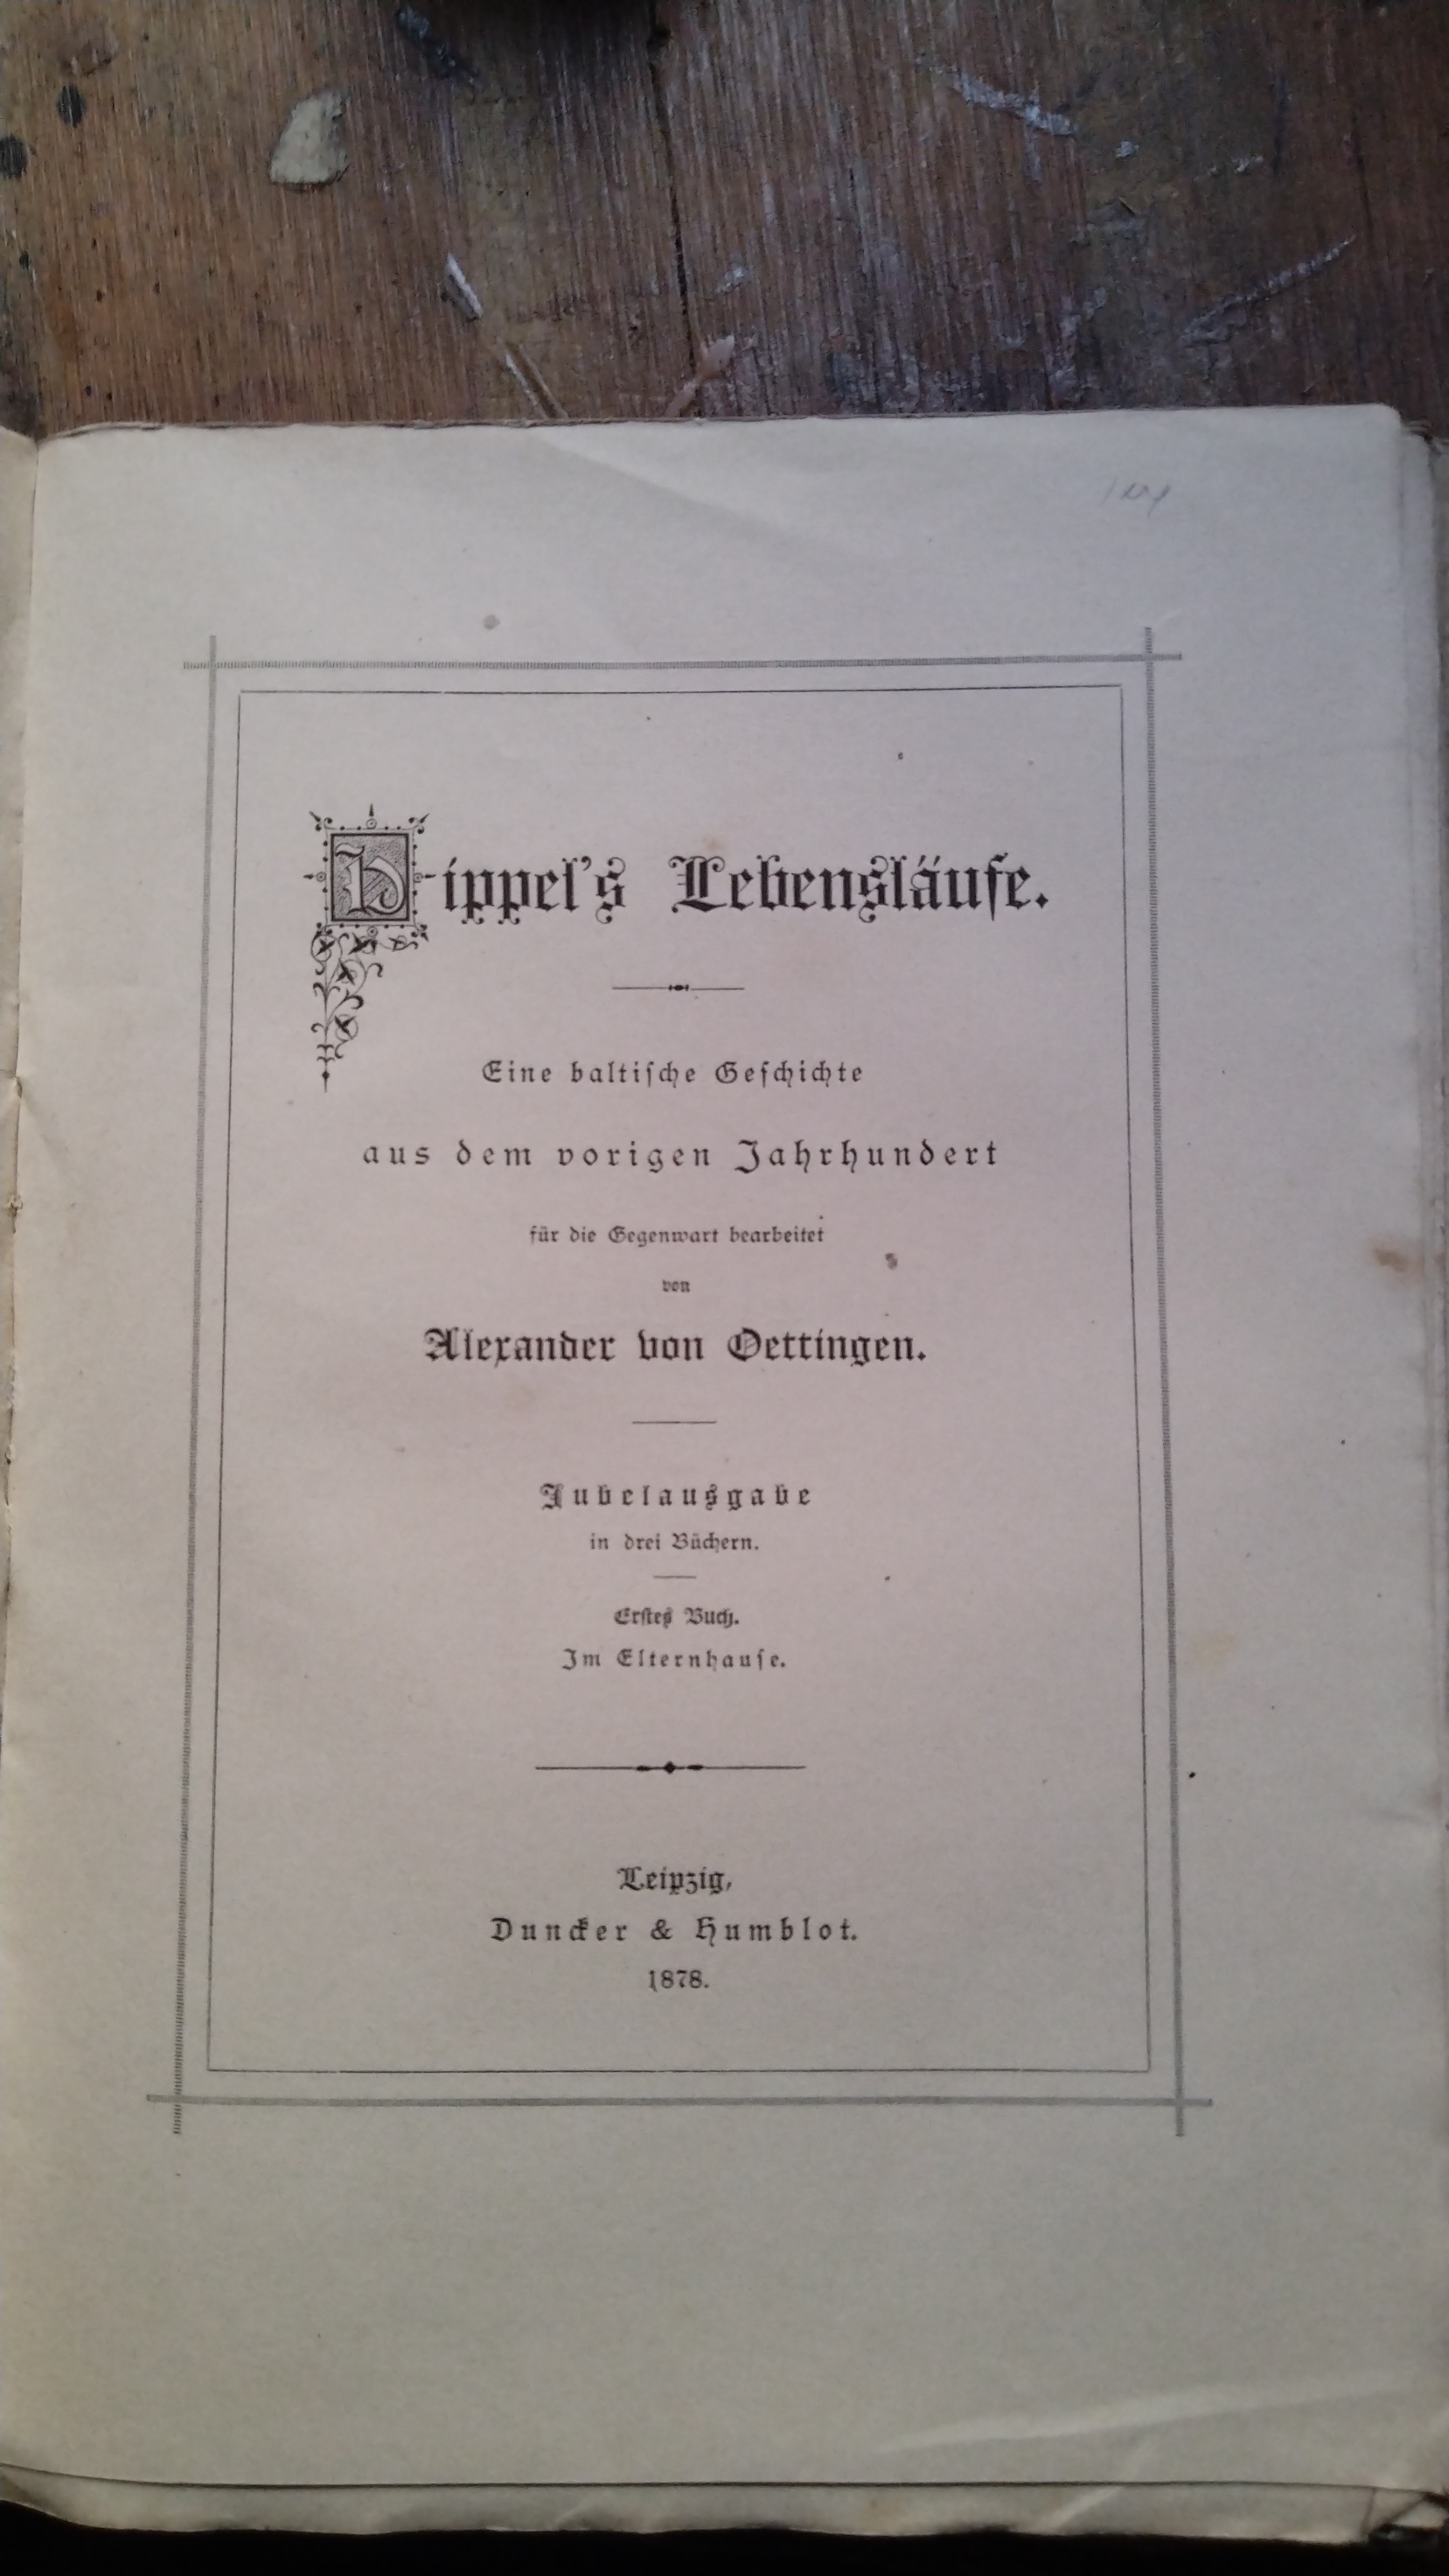 Hippel's Lebensläufe.
Eine baltische Geschichte
aus dem vorigen Jahrhundert
für die Gegenwart bearbeitet
von
Alexander von Oettingen.
Jubelausgabe
in drei Büchern.
Erstes Buch.
Im Elternhause.
Leipzig,
Duncker & Humblot.
1878.